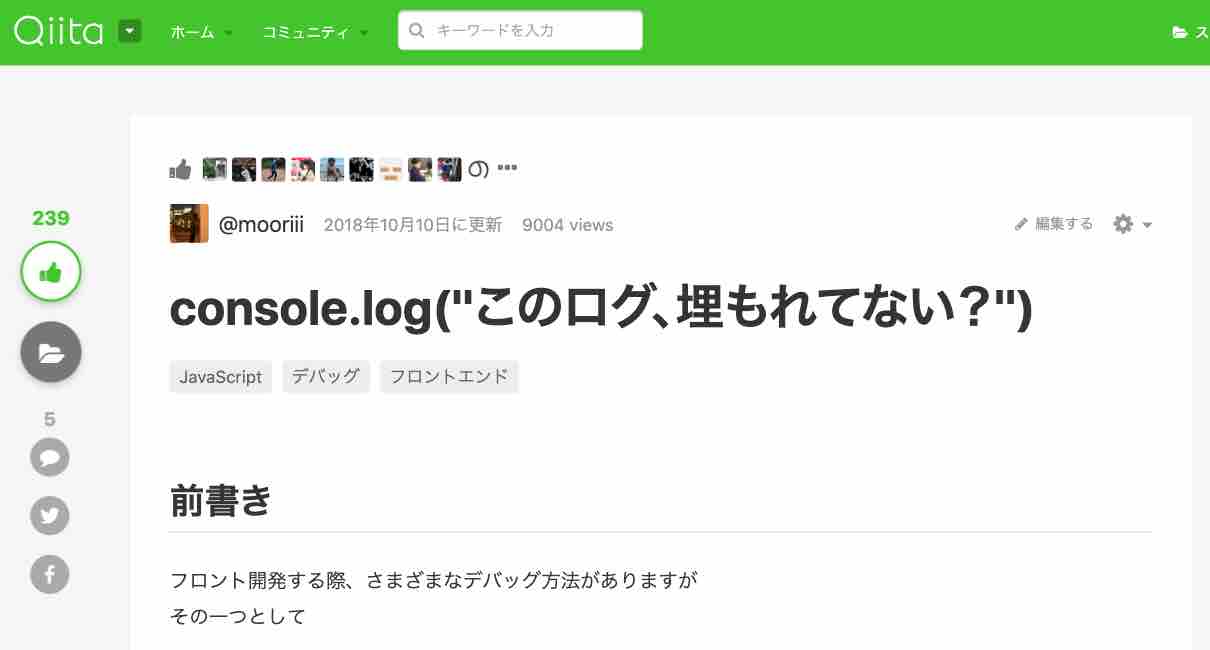 Qiita
ホーム
コミュニティ
キーワードを入力
ス
239
@mooriii
2018年10月10日に更新
9004 views
編集する
console.log("このログ、埋もれてない?")
JavaScript
デバッグ
フロントエンド
5
前書き
フロント開発する際、さまざまなデバッグ方法がありますが
その一つとして